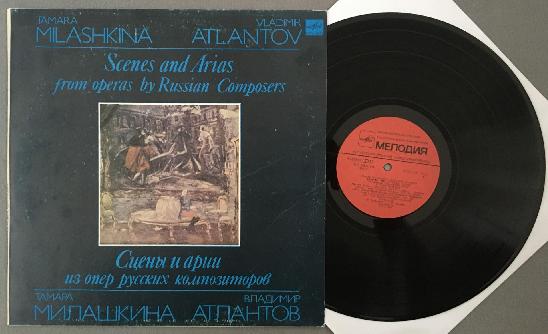 TAMARA VLADIMIR
MILASHKINA ATLANTOV
Scenes and Arias
from operas by Russian Composers
Сцены и арии
из опер русских композиторов
ТАМАРА ВЛАДИМИР
МИЛАШКИНА АТЛАНТОВ
МЕЛОДИЯ